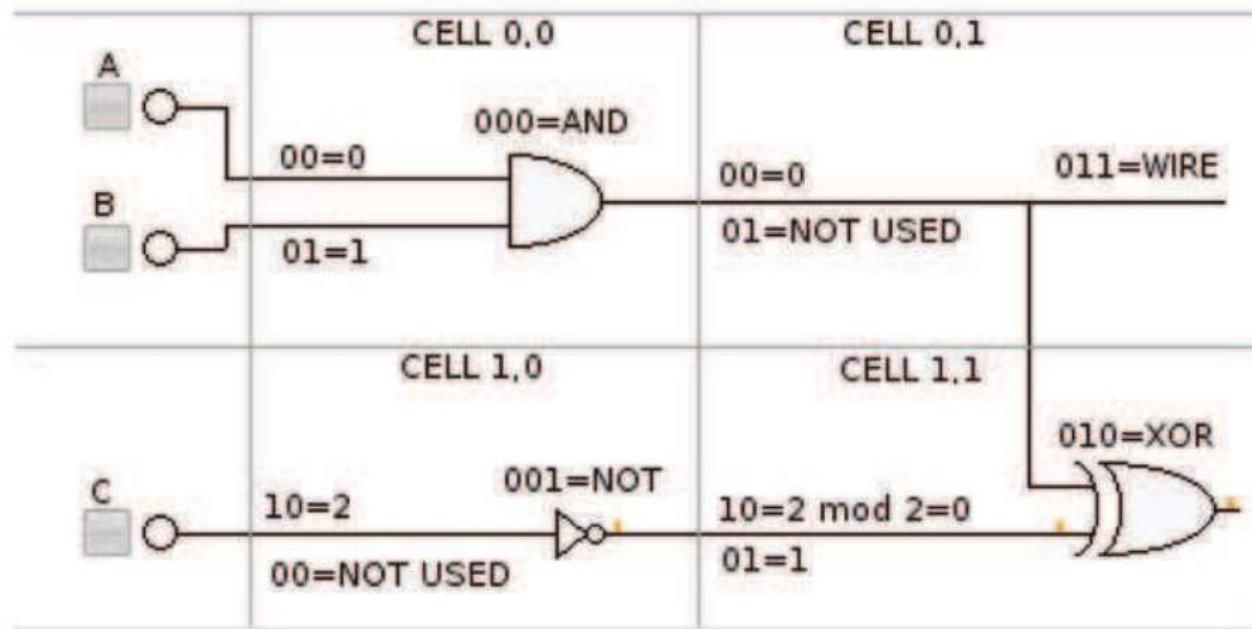 CELL 0,0
CELL 0,1
A
000=AND
00=0
00=0
011=WIRE
B
01=1
01=NOT USED
CELL 1,0
CELL 1,1
010=XOR
C
10=2
001=NOT
10=2 mod 2=0
00=NOT USED
01=1